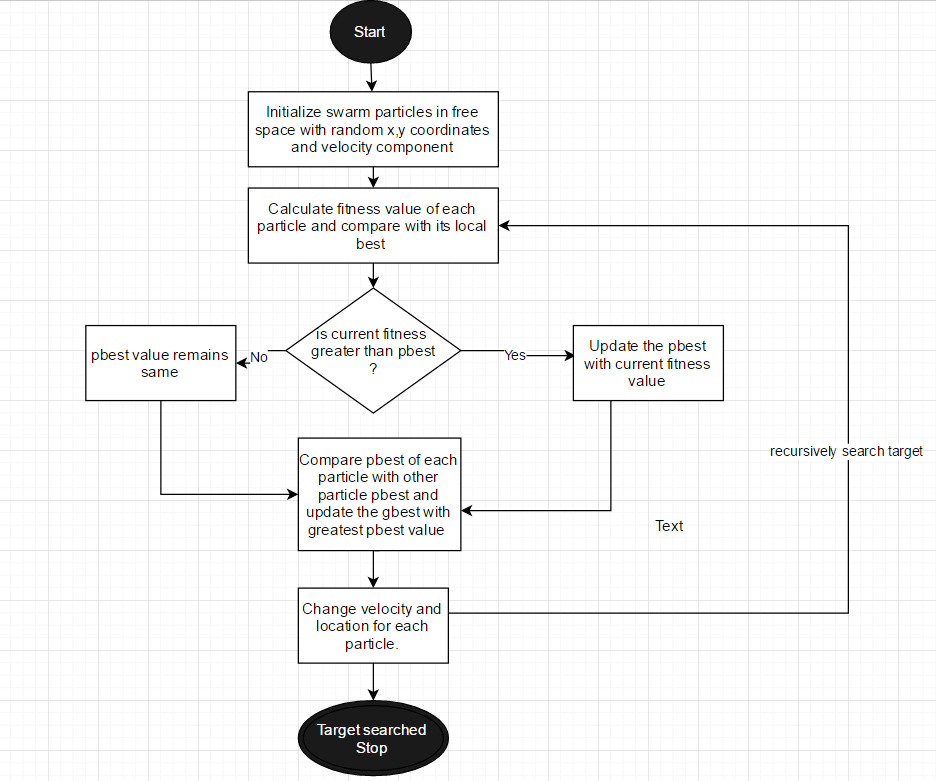 Start
Initialize swarm particles in free
space with random x,y coordinates
and velocity component
Calculate fitness value of each
particle and compare with its local
best
is current fitness
greater than pbest
?
No
Yes
pbest value remains
same
Update the pbest
with current fitness
value
recursively search target
Compare pbest of each
particle with other
particle pbest and
update the gbest with
greatest pbest value
Text
Change velocity and
location for each
particle.
Target searched
Stop